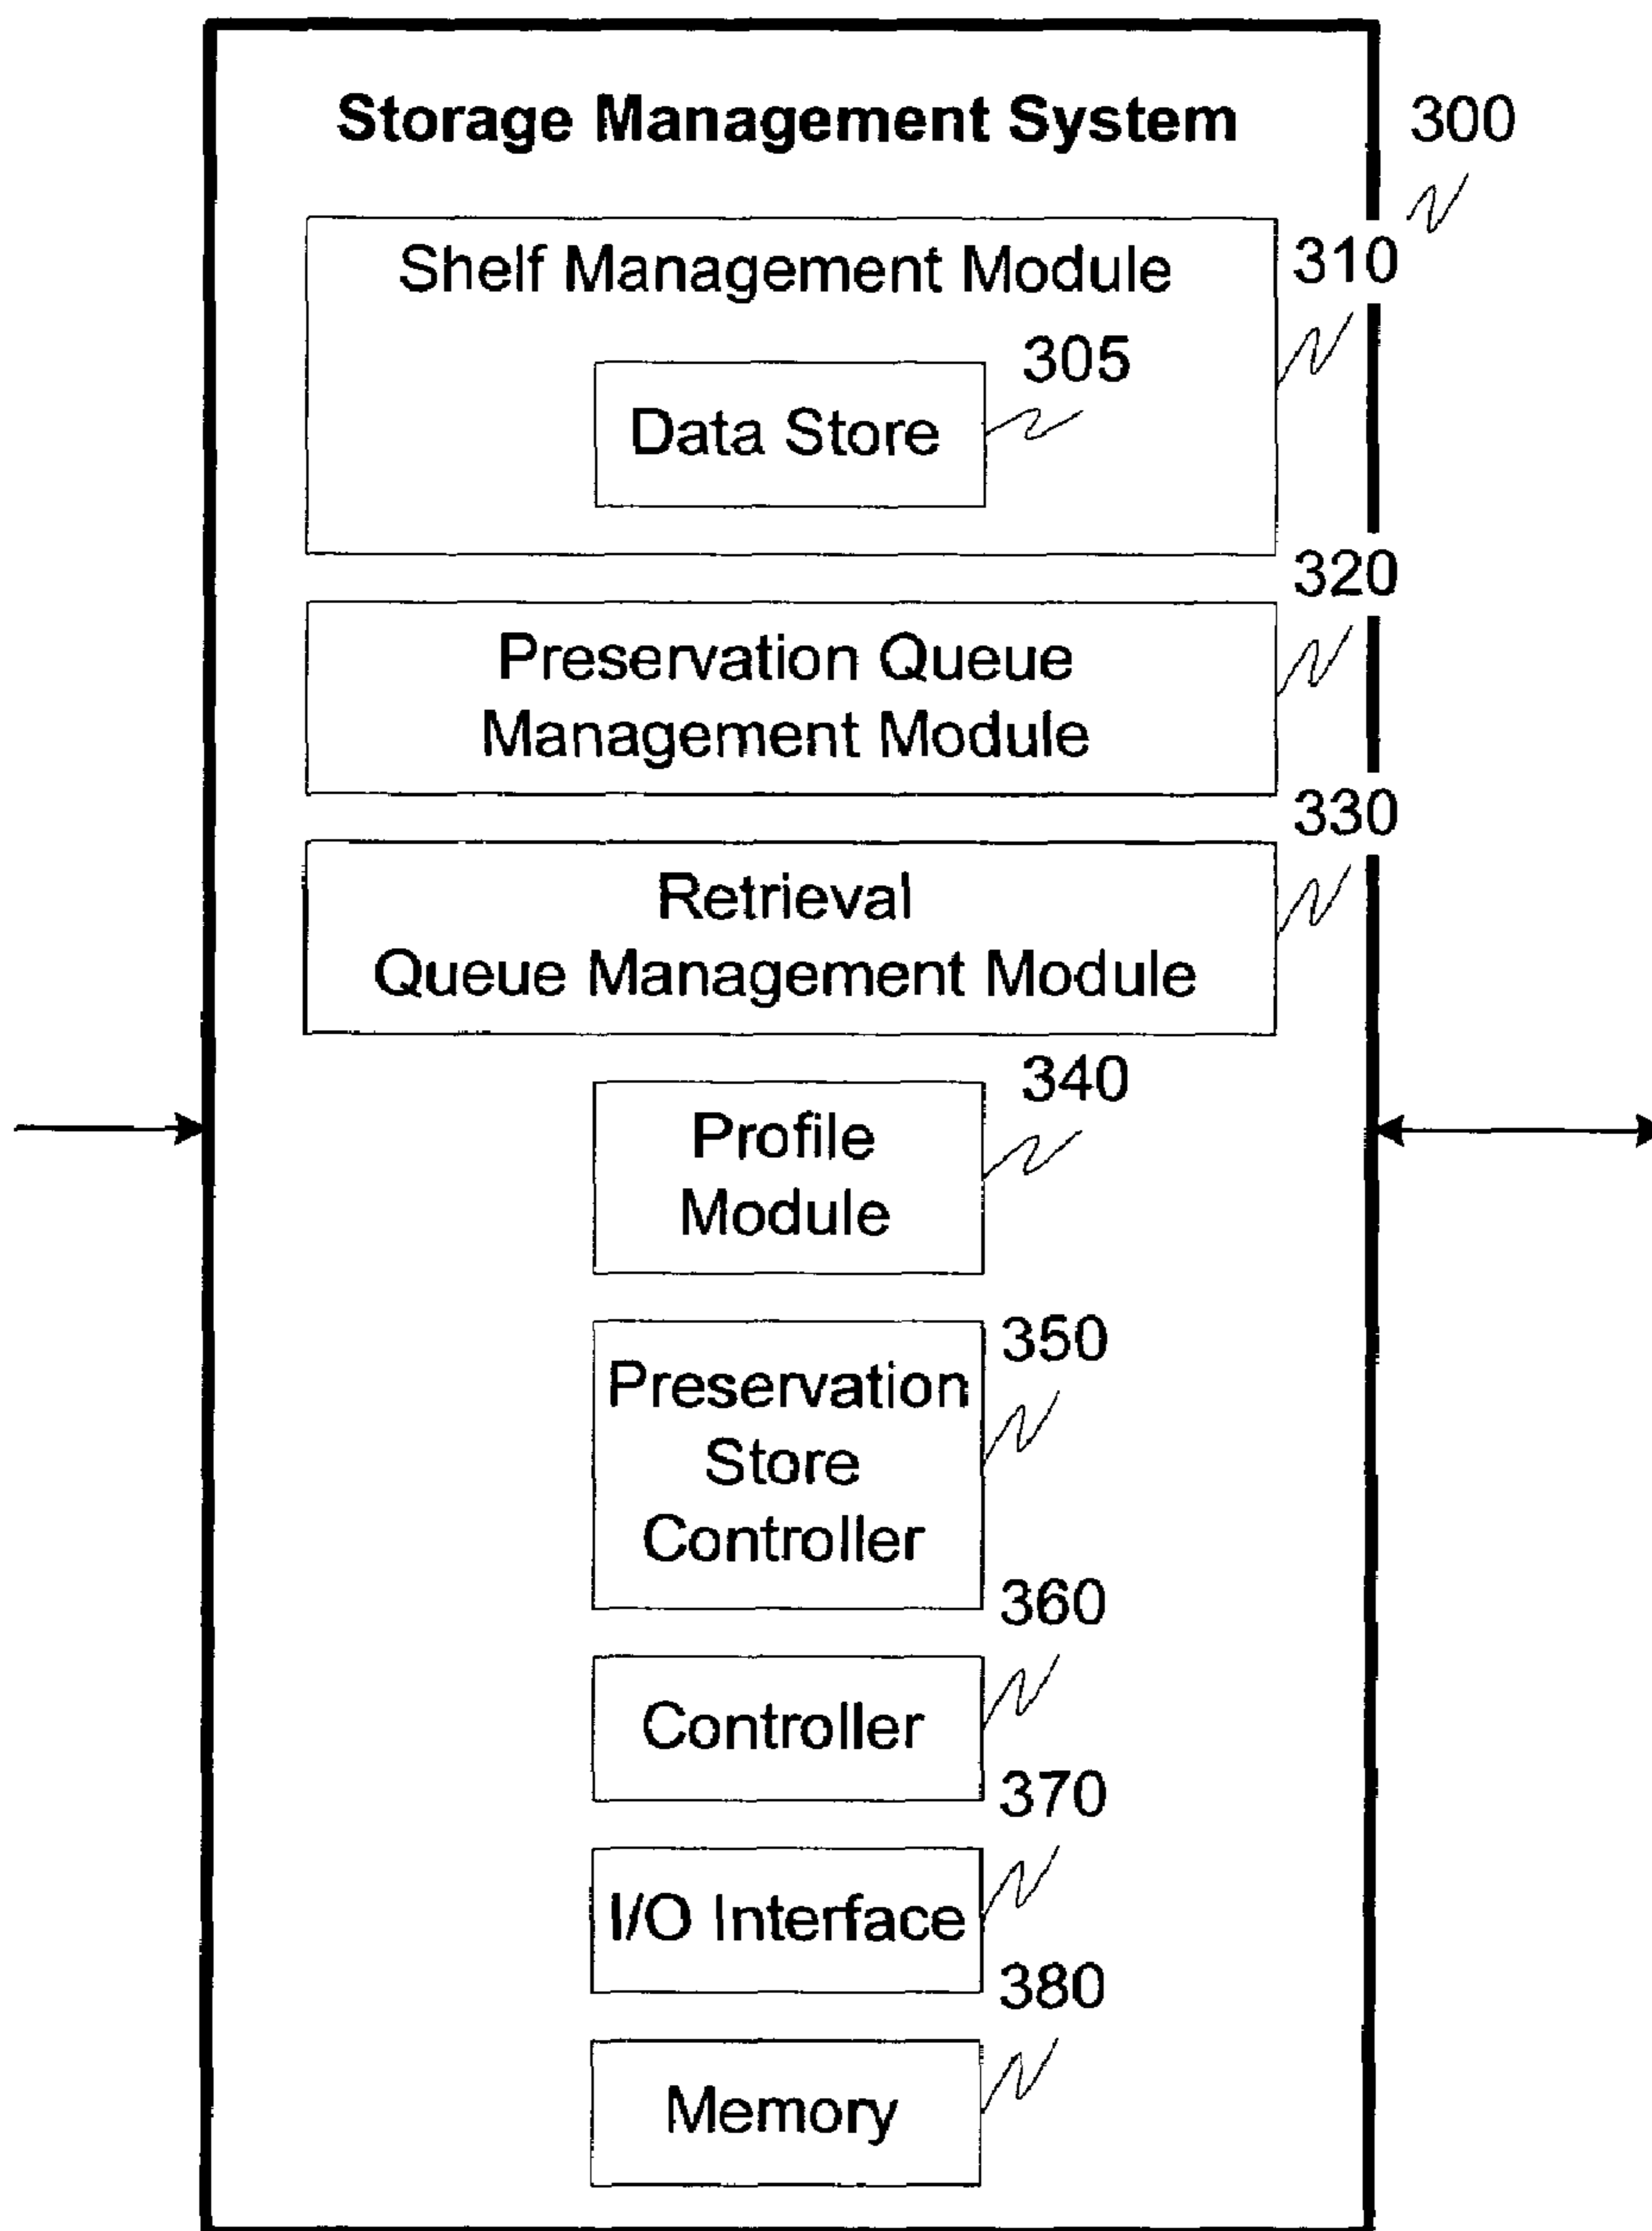 Storage Management System
300
Shelf Management Module
310
305
Data Store
320
Preservation Queue
Management Module
330
Retrieval
Queue Management Module
340
Profile
Module
350
Preservation
Store
Controller
360
Controller
370
I/O Interface
380
Memory